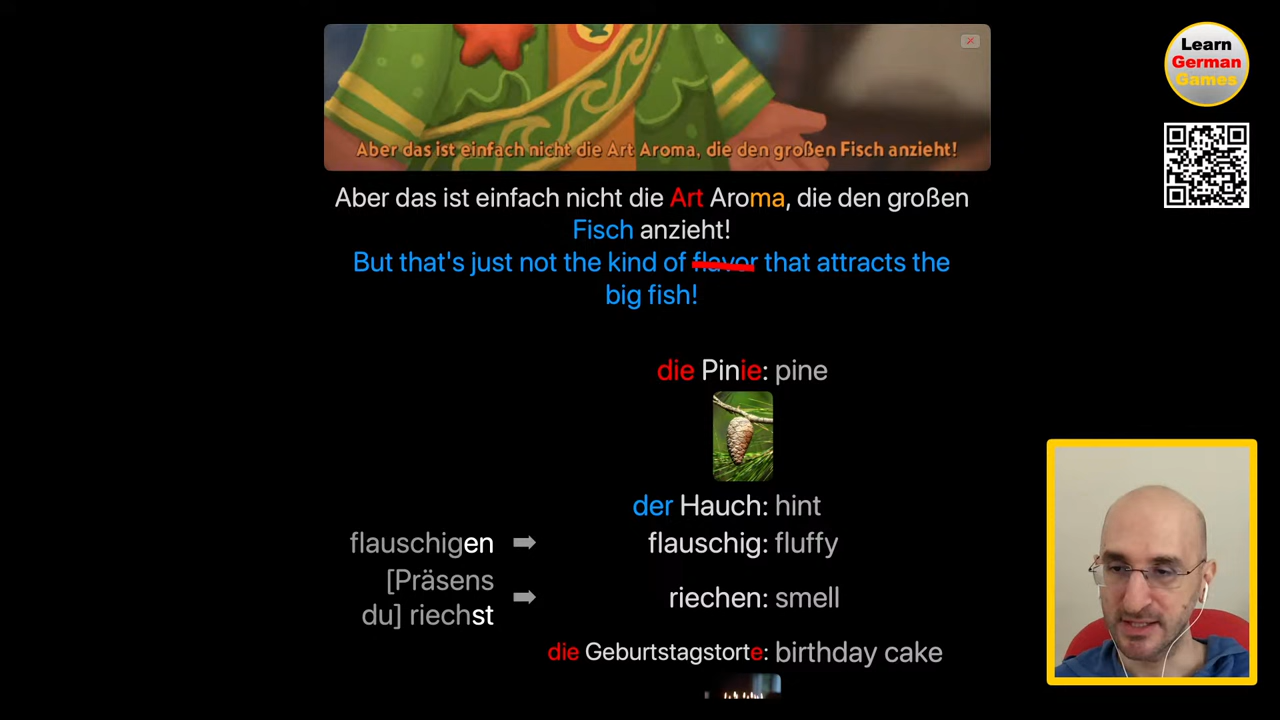 Learn
German
Games
Aber das ist einfach nicht die Art Aroma, die den großen Fisch anzieht!
Aber das ist einfach nicht die Art Aroma, die den großen
Fisch anzieht!
But that's just not the kind of flavor that attracts the
big fish!
die Pinie: pine
der Hauch: hint
flauschigen ➡ flauschig: fluffy
[Präsens
du] riechst ➡ riechen: smell
die Geburtstagstorte: birthday cake